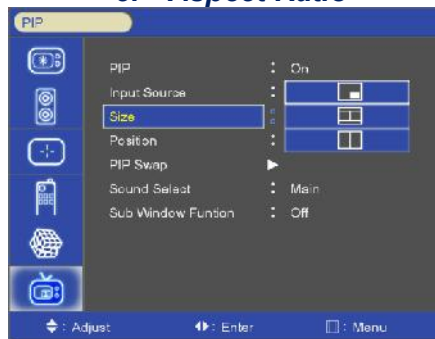 PIP
PIP : On
Input Source :
Size :
Position :
PIP Swap
Sound Select : Main
Sub Window Funtion : Off
: Adjust : Enter : Menu